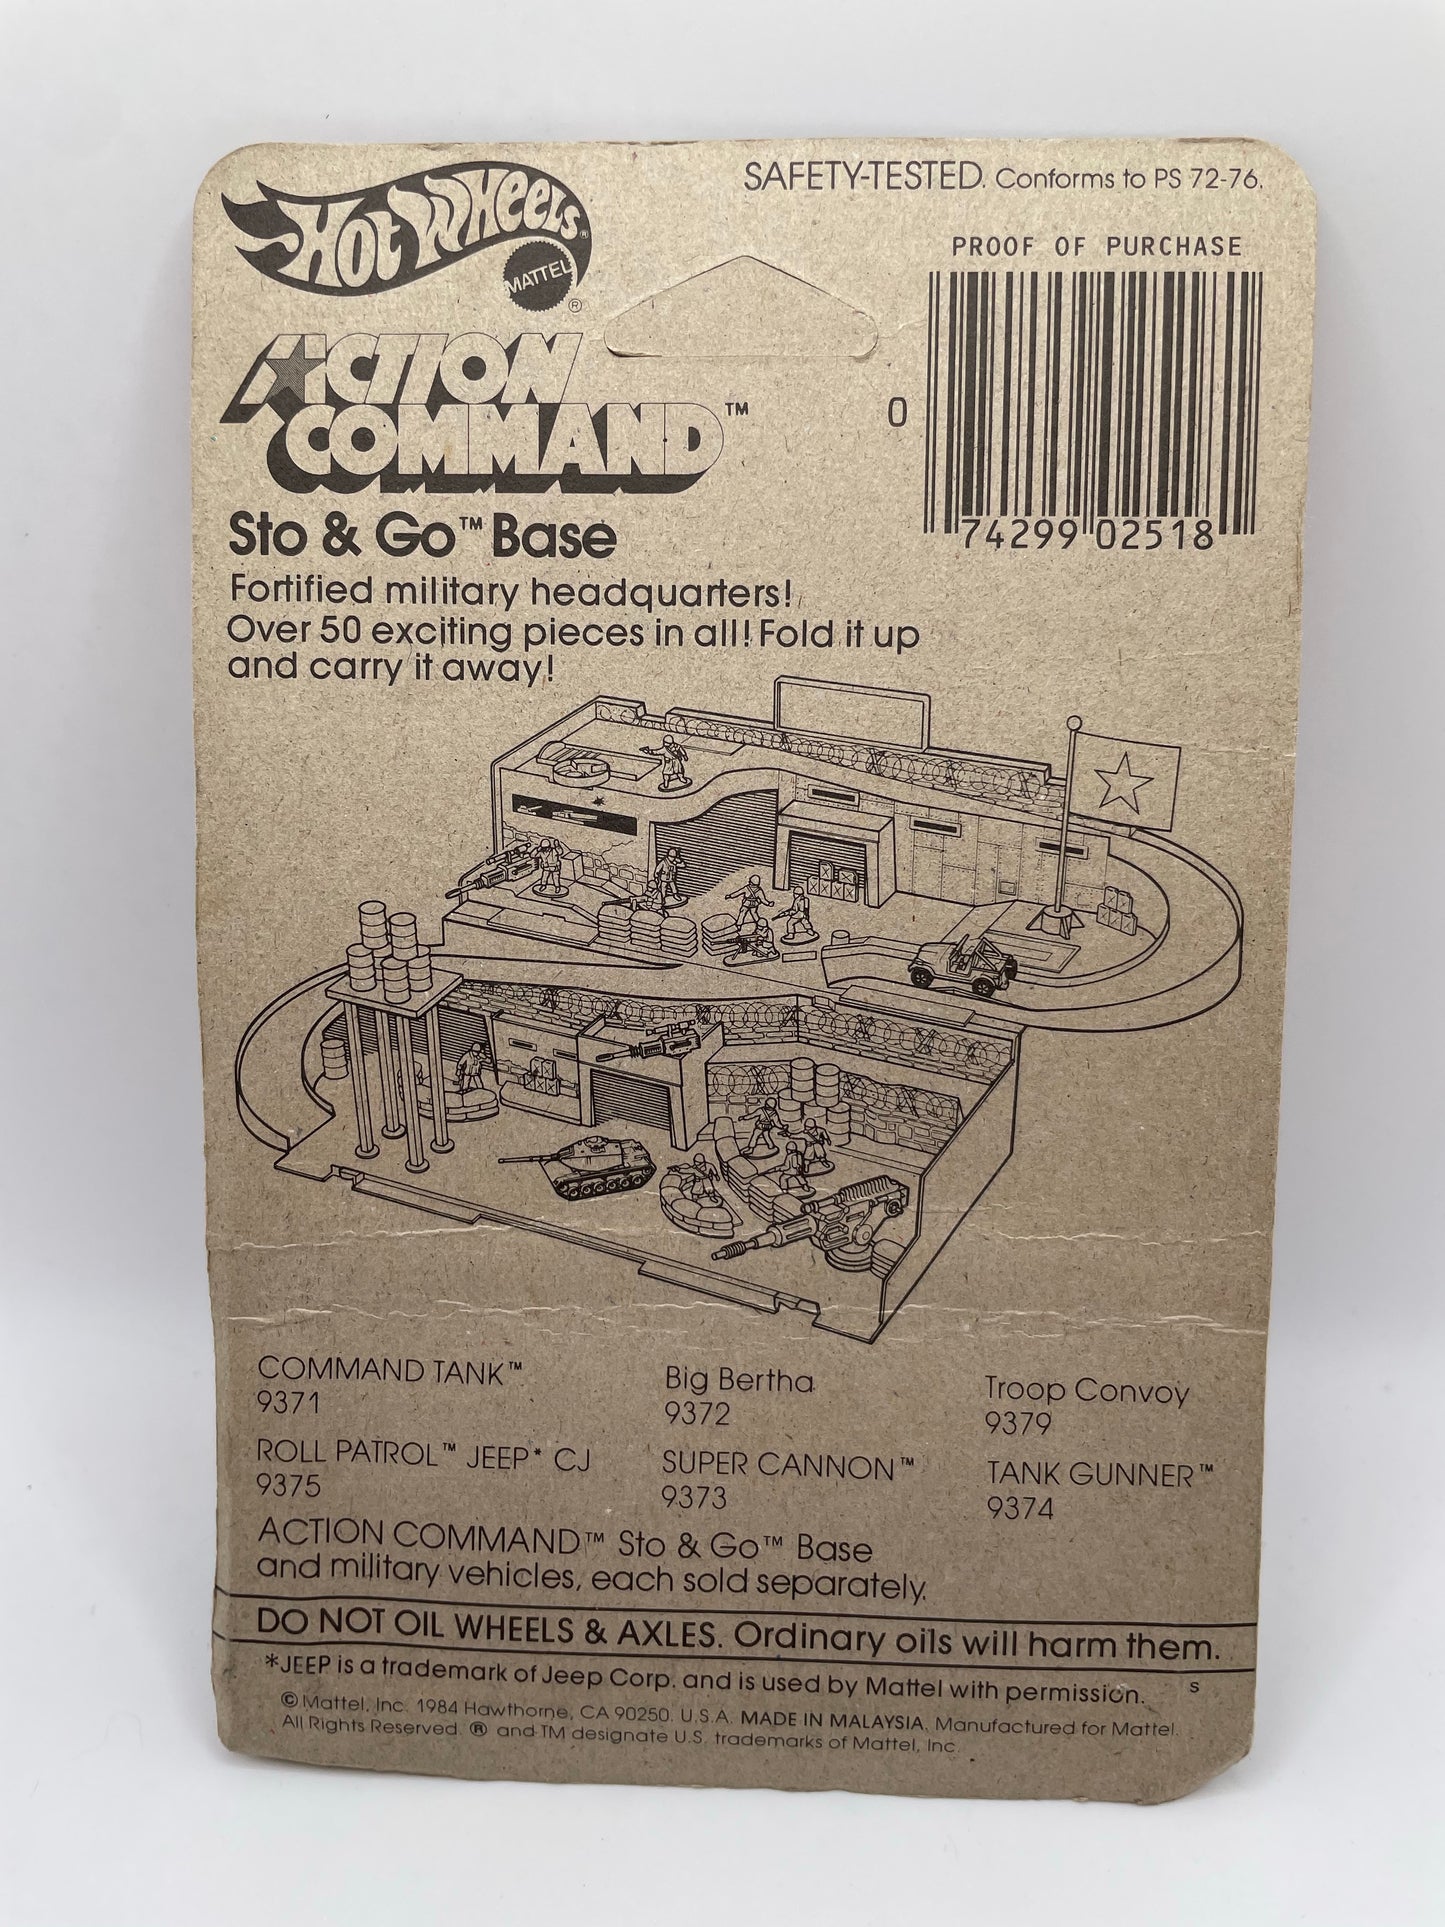 Hot Wheels®
MATTEL
®
SAFETY-TESTED. Conforms to PS 72-76.
PROOF OF PURCHASE
0 74299 02518
ACTION
COMMAND™
Sto & Go™ Base
Fortified military headquarters!
Over 50 exciting pieces in all! Fold it up
and carry it away!
COMMAND TANK™
9371
Big Bertha
9372
Troop Convoy
9379
ROLL PATROL™ JEEP* CJ
9375
SUPER CANNON™
9373
TANK GUNNER™
9374
ACTION COMMAND™ Sto & Go™ Base
and military vehicles, each sold separately.
DO NOT OIL WHEELS & AXLES. Ordinary oils will harm them.
*JEEP is a trademark of Jeep Corp. and is used by Mattel with permission. S
© Mattel, Inc. 1984 Hawthorne, CA 90250. U.S.A. MADE IN MALAYSIA. Manufactured for Mattel.
All Rights Reserved. ® and TM designate U.S. trademarks of Mattel, Inc.